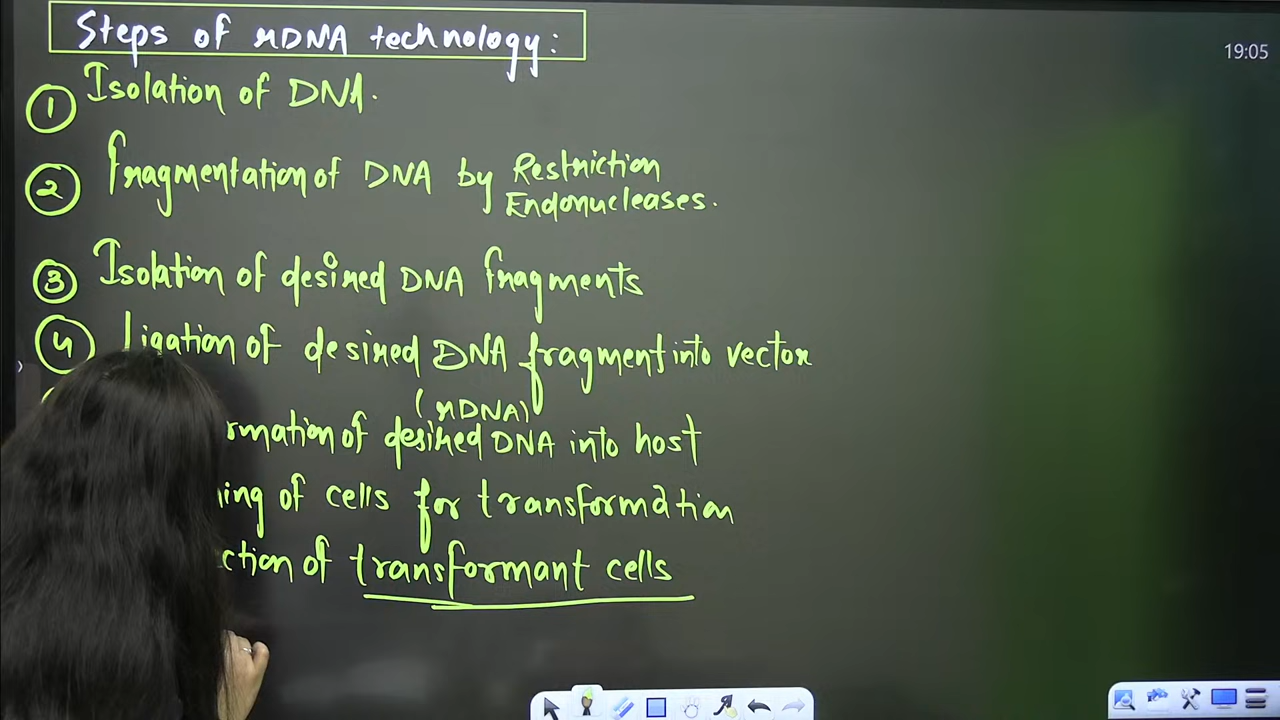 Steps of rDNA technology:
19:05
1 Isolation of DNA.
2 fragmentation of DNA by Restriction
Endonucleases.
3 Isolation of desired DNA fragments
4 Ligation of desired DNA fragment into vector
(rDNA)
rmation of desired DNA into host
ing of cells for transformation
ction of transformant cells